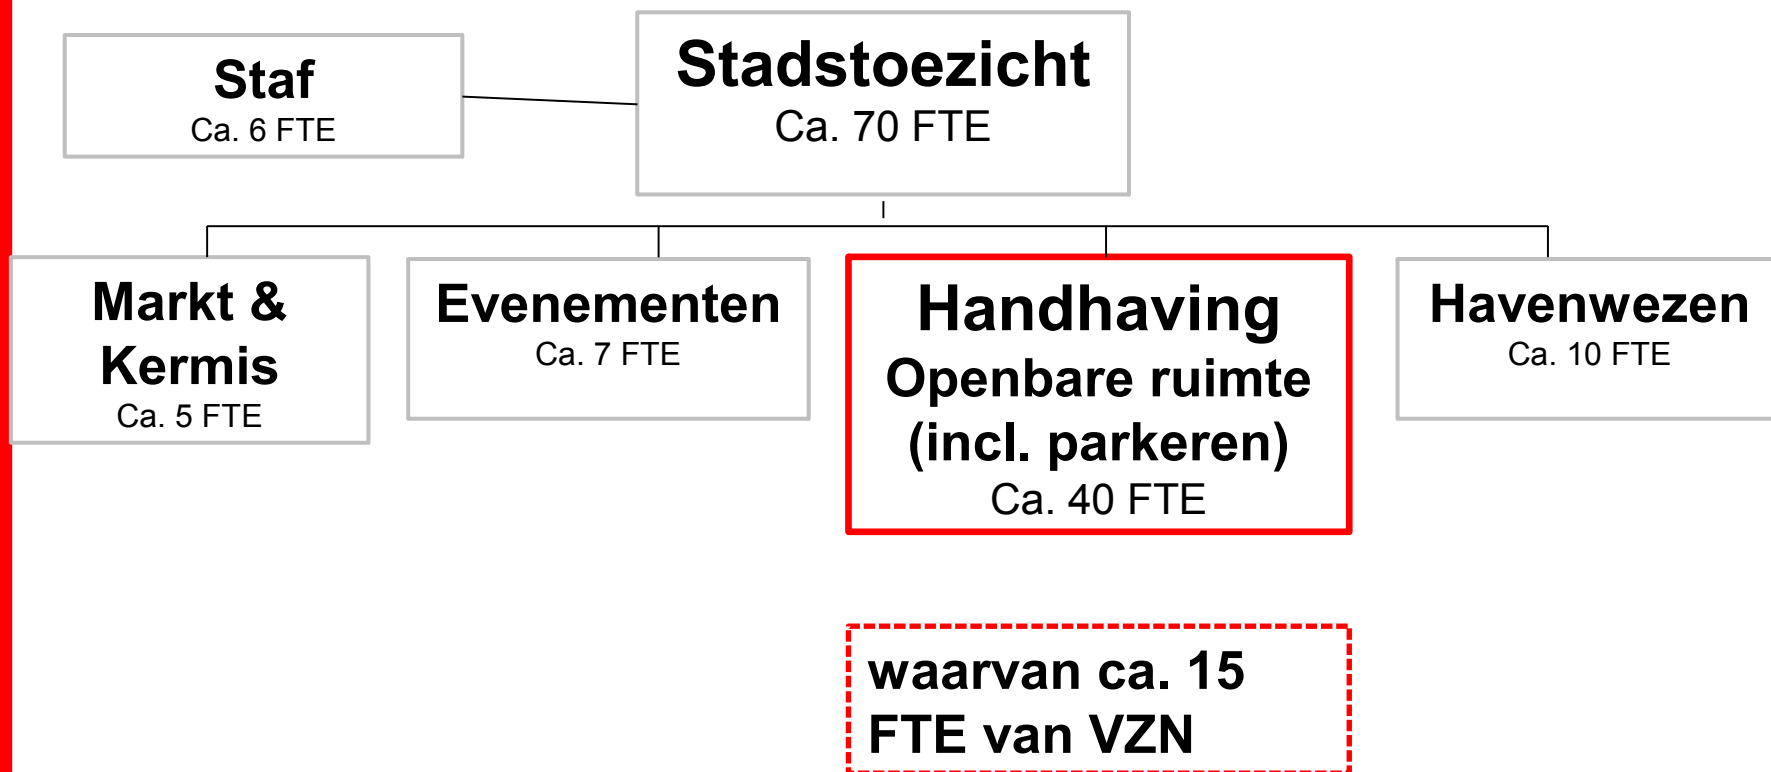 Staf
Ca. 6 FTE
Stadstoezicht
Ca. 70 FTE
Markt &
Kermis
Ca. 5 FTE
Evenementen
Ca. 7 FTE
Handhaving
Openbare ruimte
(incl. parkeren)
Ca. 40 FTE
Havenwezen
Ca. 10 FTE
waarvan ca. 15
FTE van VZN